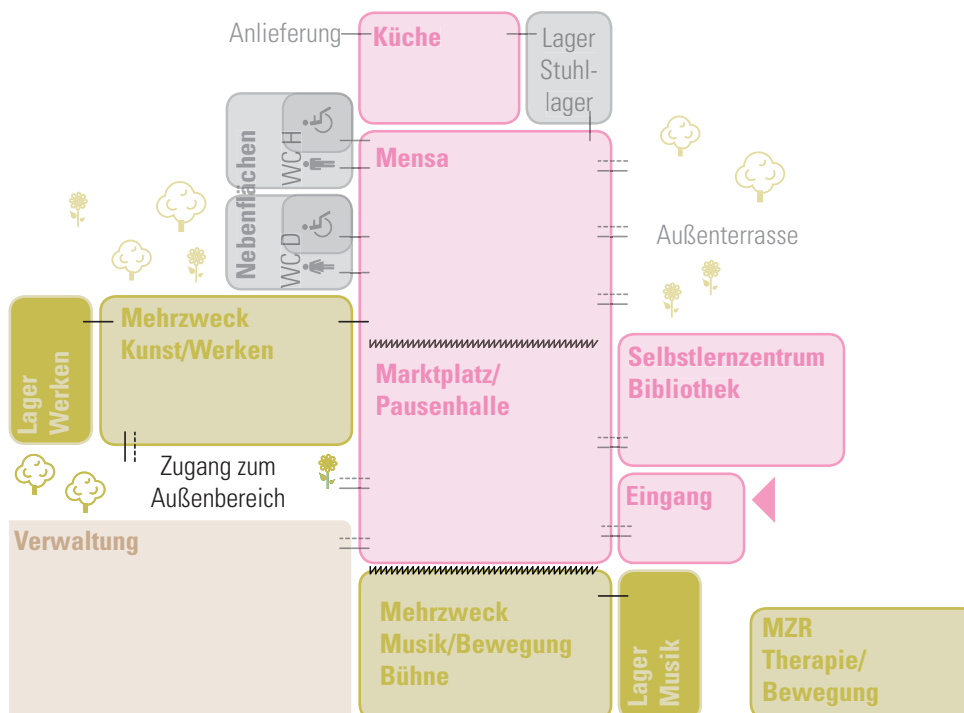 Anlieferung
Küche
Lager
Stuhl-
lager
Nebenflächen
WC H
WC D
Mensa
Außenterrasse
Lager
Werken
Mehrzweck
Kunst/Werken
Marktplatz/
Pausenhalle
Selbstlernzentrum
Bibliothek
Zugang zum
Außenbereich
Eingang
Verwaltung
Mehrzweck
Musik/Bewegung
Bühne
Lager
Musik
MZR
Therapie/
Bewegung